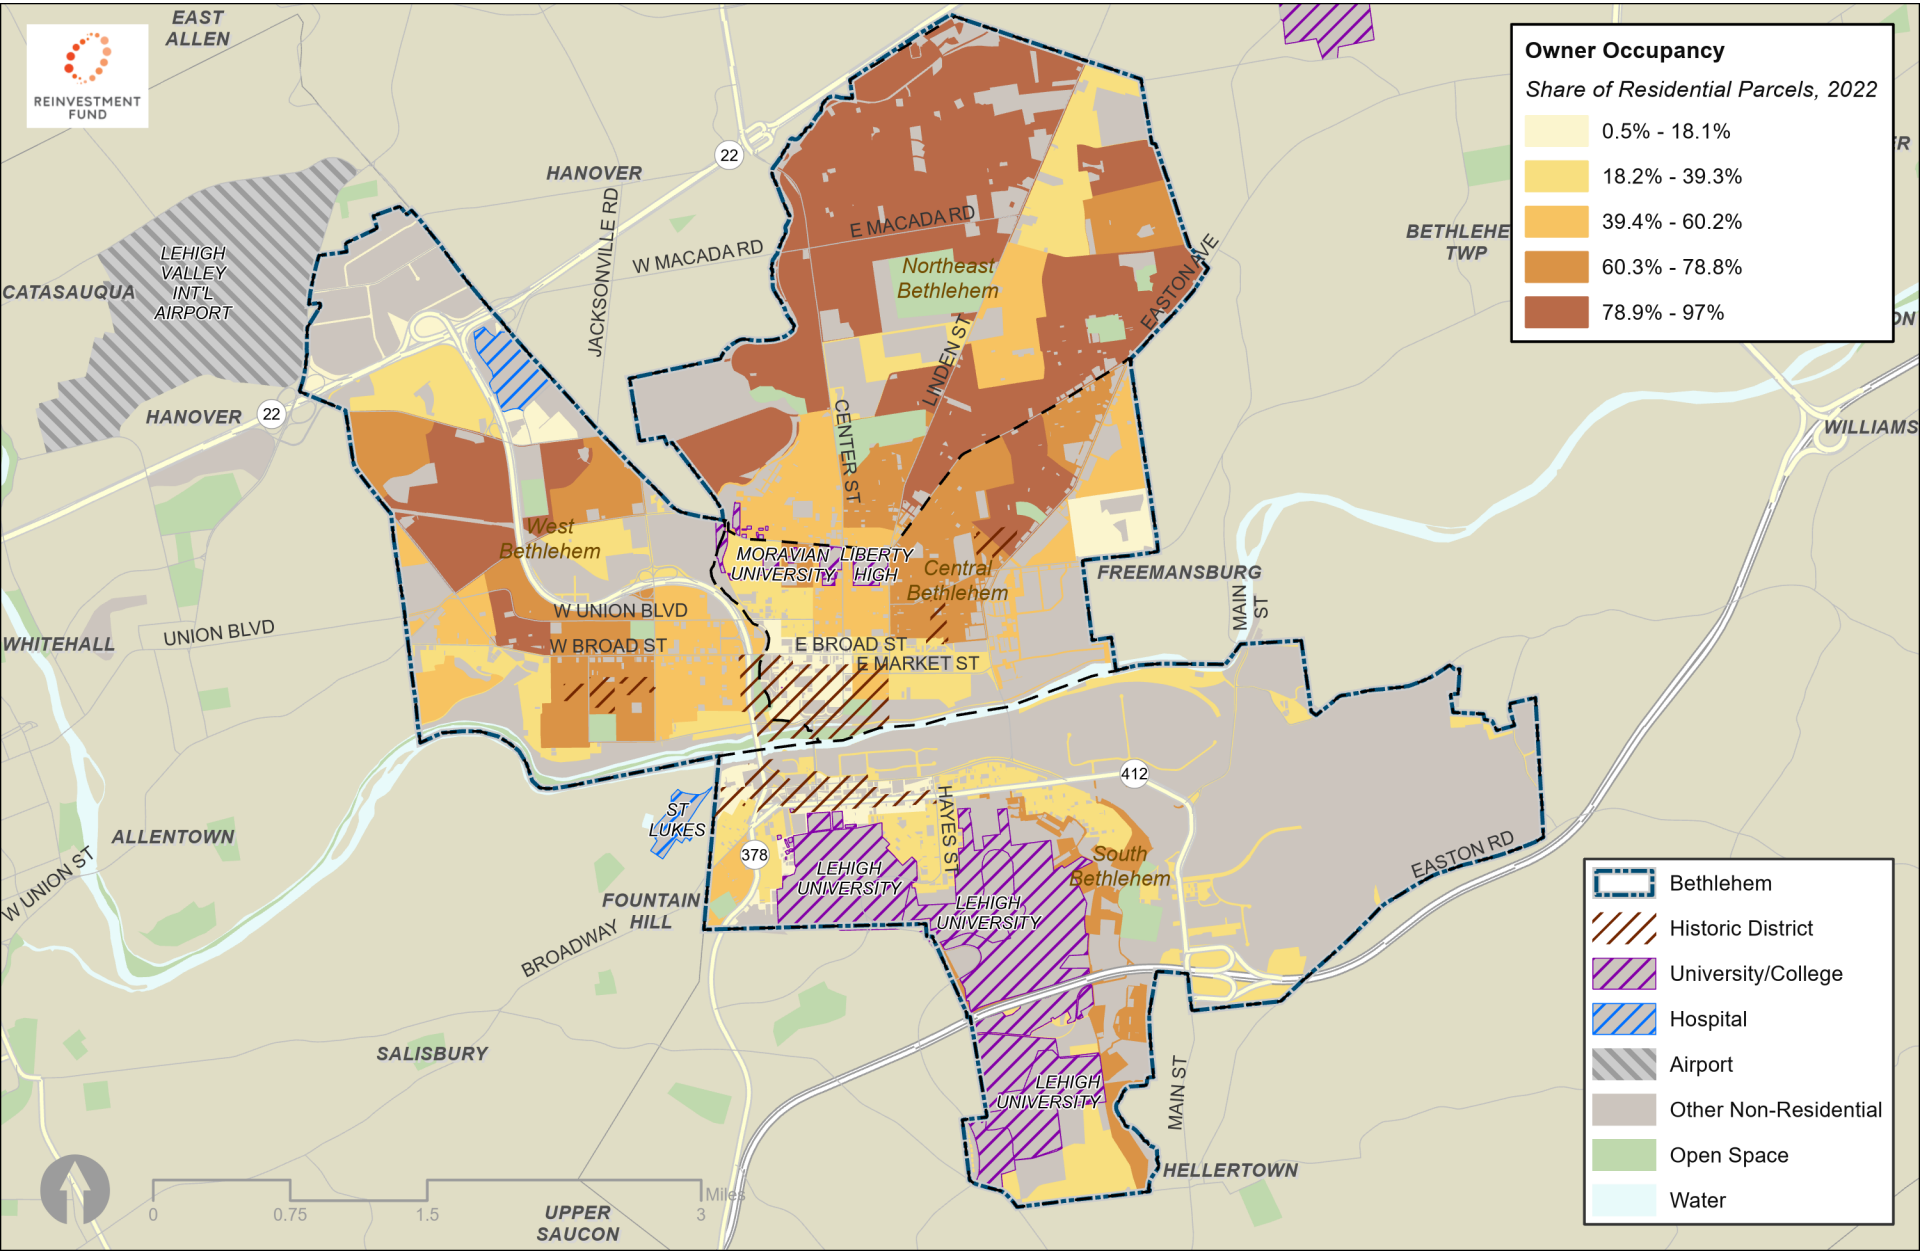 EAST
ALLEN
REINVESTMENT
FUND
Owner Occupancy
Share of Residential Parcels, 2022
0.5% - 18.1%
18.2% - 39.3%
39.4% - 60.2%
60.3% - 78.8%
78.9% - 97%
22
HANOVER
JACKSONVILLE RD
E MACADA RD
W MACADA RD
BETHLEHE
TWP
ER
ON
LEHIGH
VALLEY
INT'L
AIRPORT
CATASAUQUA
Northeast
Bethlehem
EASTON AVE
LINDEN ST
CENTER ST
HANOVER
22
WILLIAMS
West
Bethlehem
MORAVIAN
UNIVERSITY
LIBERTY
HIGH
Central
Bethlehem
FREEMANSBURG
MAIN
ST
W UNION BLVD
UNION BLVD
WHITEHALL
W BROAD ST
E BROAD ST
E MARKET ST
412
HAYES ST
ST
LUKES
ALLENTOWN
W UNION ST
378
LEHIGH
UNIVERSITY
South
Bethlehem
EASTON RD
LEHIGH
UNIVERSITY
FOUNTAIN
HILL
BROADWAY
SALISBURY
LEHIGH
UNIVERSITY
MAIN ST
HELLERTOWN
UPPER
SAUCON
0
0.75
1.5
3
Miles
Bethlehem
Historic District
University/College
Hospital
Airport
Other Non-Residential
Open Space
Water